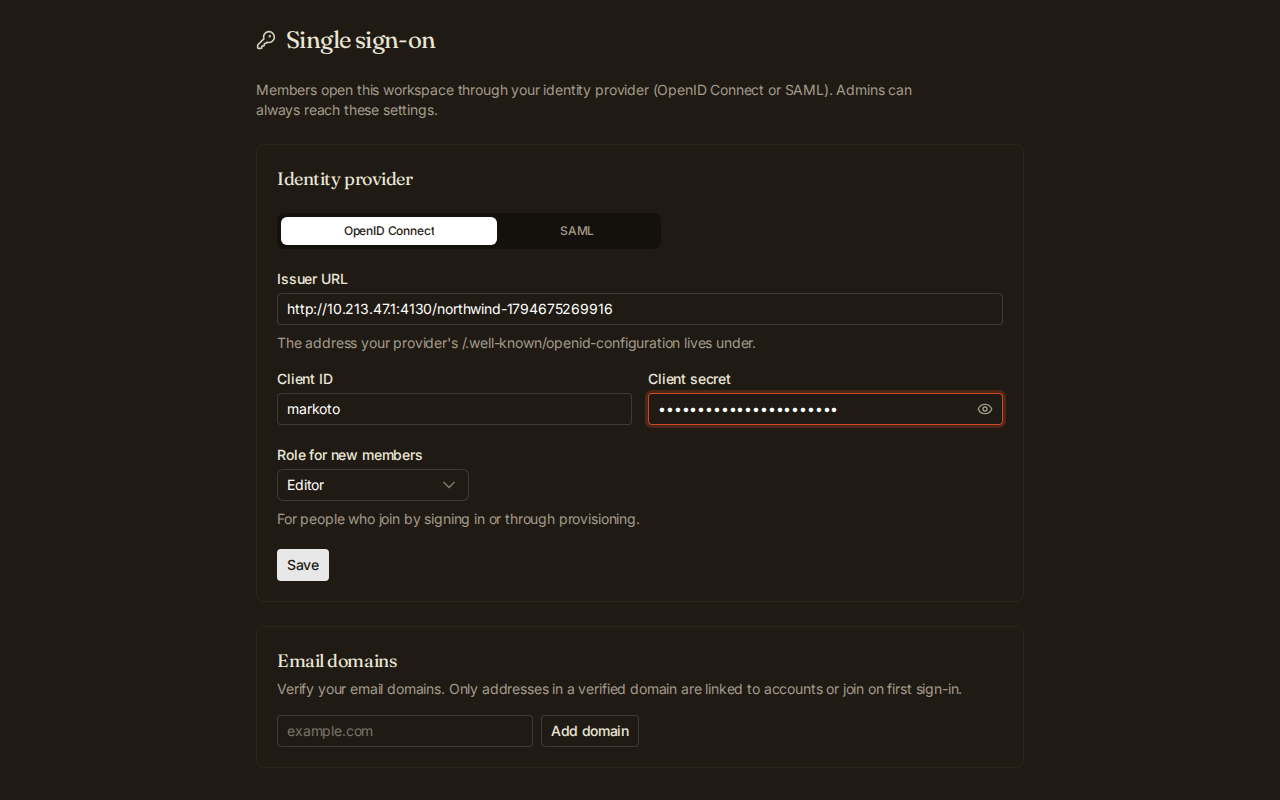 Single sign-on
Members open this workspace through your identity provider (OpenID Connect or SAML). Admins can
always reach these settings.
Identity provider
OpenID Connect
SAML
Issuer URL
http://10.213.47.1:4130/northwind-1794675269916
The address your provider's /.well-known/openid-configuration lives under.
Client ID
Client secret
markoto
•••••••••••••••••••••••
Role for new members
Editor
For people who join by signing in or through provisioning.
Save
Email domains
Verify your email domains. Only addresses in a verified domain are linked to accounts or join on first sign-in.
example.com
Add domain